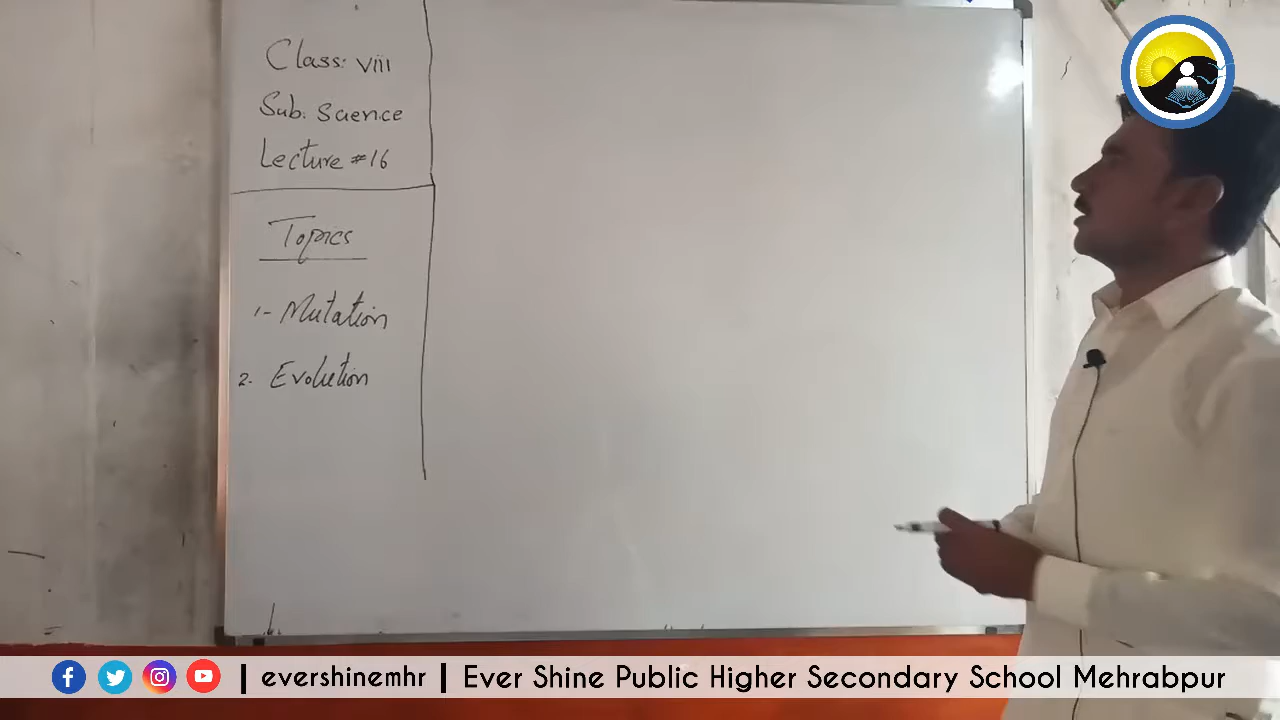 Class: viii
Sub. Science
Lecture #16
Topics
1- Mutation
2. Evolution
| evershinemhr | Ever Shine Public Higher Secondary School Mehrabpur